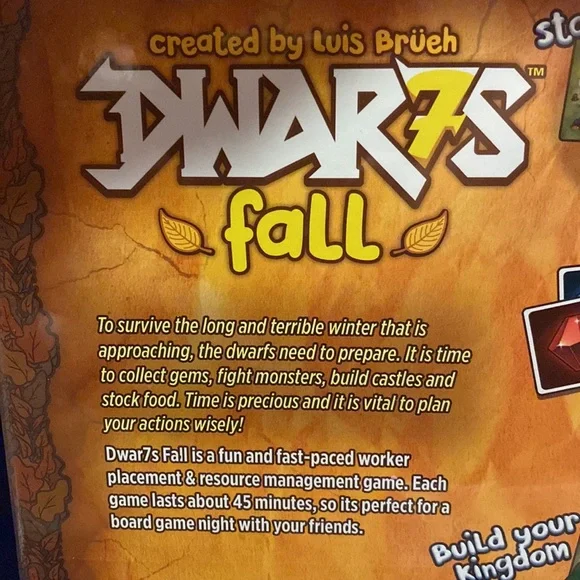 created by Luis Brüeh
DWAR7S™
fall
To survive the long and terrible winter that is
approaching, the dwarfs need to prepare. It is time
to collect gems, fight monsters, build castles and
stock food. Time is precious and it is vital to plan
your actions wisely!
Dwar7s Fall is a fun and fast-paced worker
placement & resource management game. Each
game lasts about 45 minutes, so its perfect for a
board game night with your friends.
Build your
kingdom